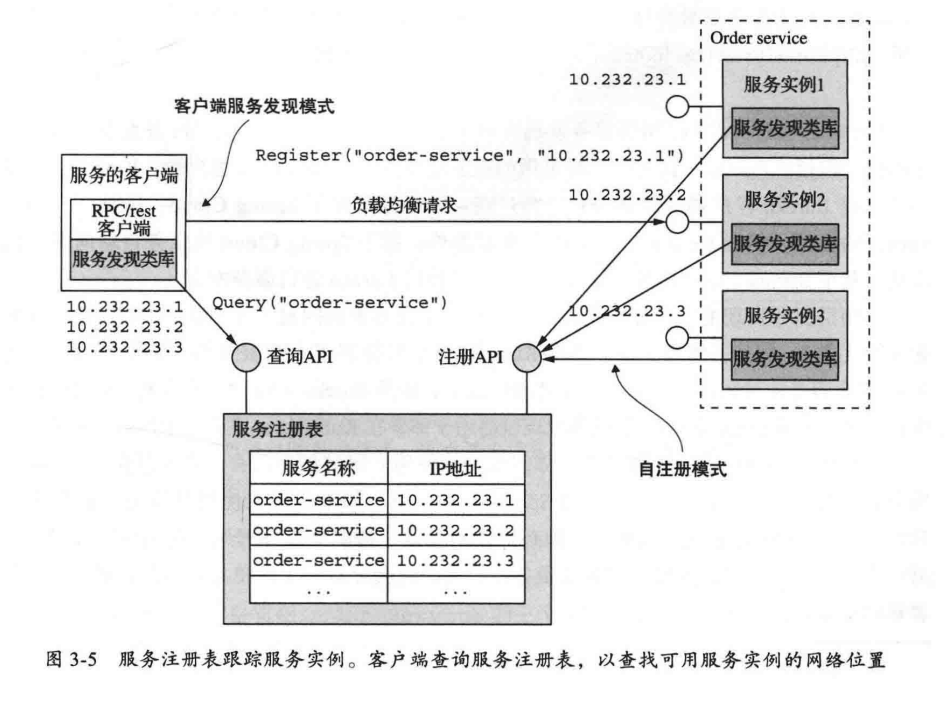 Order service
10.232.23.1
服务实例1
服务发现类库
客户端服务发现模式
Register("order-service", "10.232.23.1")
服务的客户端
RPC/rest
客户端
服务发现类库
负载均衡请求
10.232.23.2
服务实例2
服务发现类库
10.232.23.1
10.232.23.2
10.232.23.3
Query("order-service")
10.232.23.3
服务实例3
服务发现类库
查询API
注册API
自注册模式
服务注册表
服务名称 IP地址
order-service 10.232.23.1
order-service 10.232.23.2
order-service 10.232.23.3
... ...
图 3-5 服务注册表跟踪服务实例。客户端查询服务注册表，以查找可用服务实例的网络位置